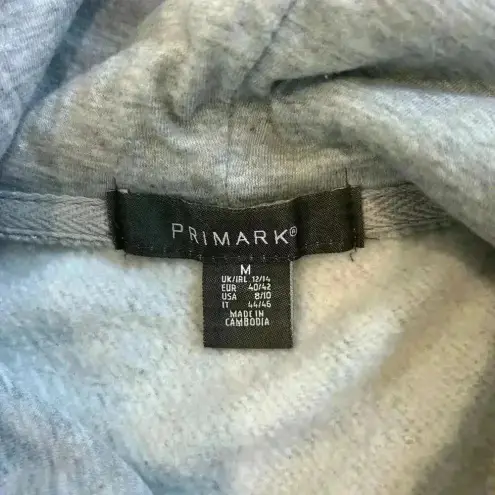 PRIMARK®
M
UK/IRL 12/14
EUR 40/42
USA 8/10
IT 44/46
MADE IN
CAMBODIA